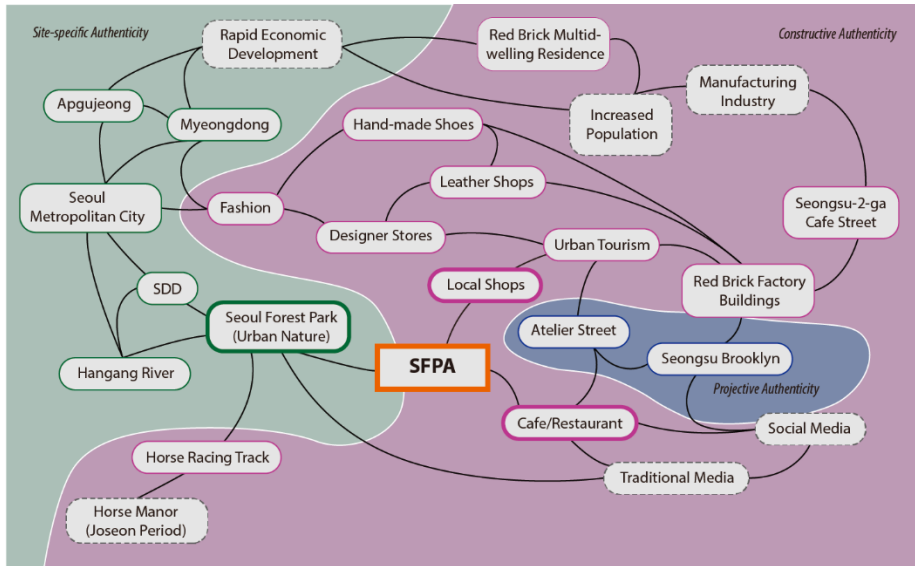 Site-specific Authenticity
Rapid Economic
Development
Red Brick Multid-
welling Residence
Constructive Authenticity
Manufacturing
Industry
Apgujeong
Increased
Population
Myeongdong
Hand-made Shoes
Leather Shops
Seoul
Metropolitan City
Fashion
Seongsu-2-ga
Cafe Street
Designer Stores
Urban Tourism
Red Brick Factory
Buildings
SDD
Local Shops
Seoul Forest Park
(Urban Nature)
Atelier Street
SFPA
Seongsu Brooklyn
Hangang River
Projective Authenticity
Cafe/Restaurant
Social Media
Horse Racing Track
Traditional Media
Horse Manor
(Joseon Period)